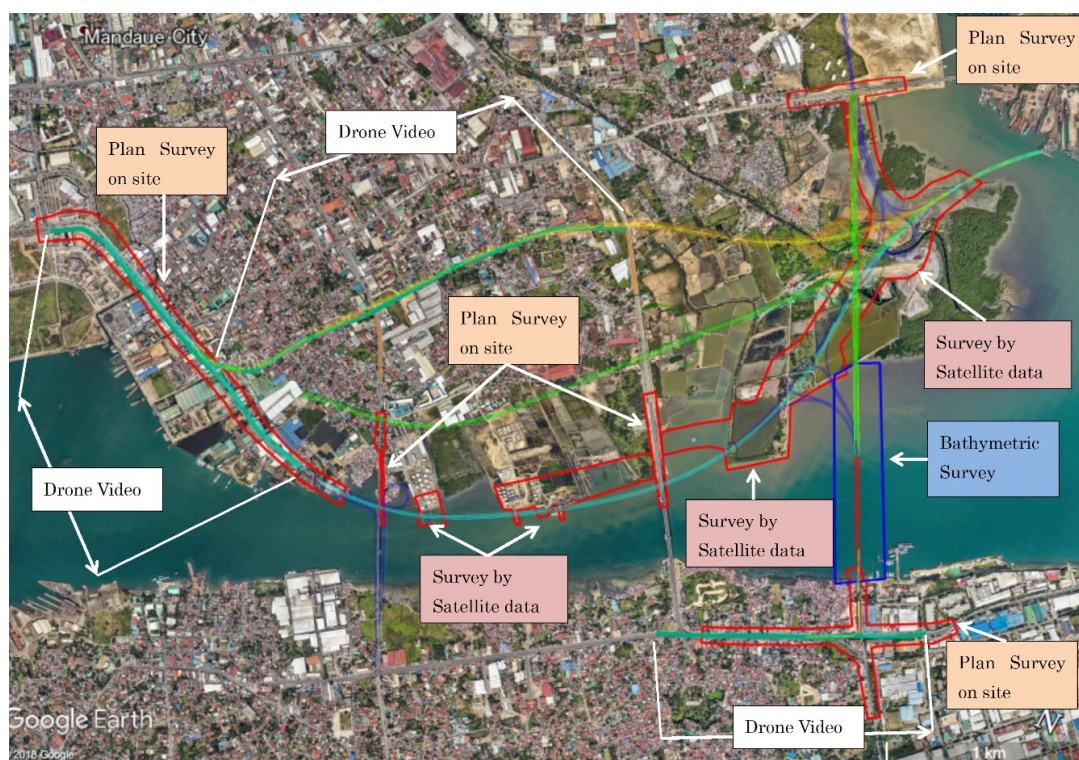 Mandaue City
Plan Survey
on site
Drone Video
Plan Survey
on site
Plan Survey
on site
Survey by
Satellite data
Bathymetric
Survey
Drone Video
Survey by
Satellite data
Survey by
Satellite data
Plan Survey
on site
Drone Video
Google Earth
2018 Google
N
1 km